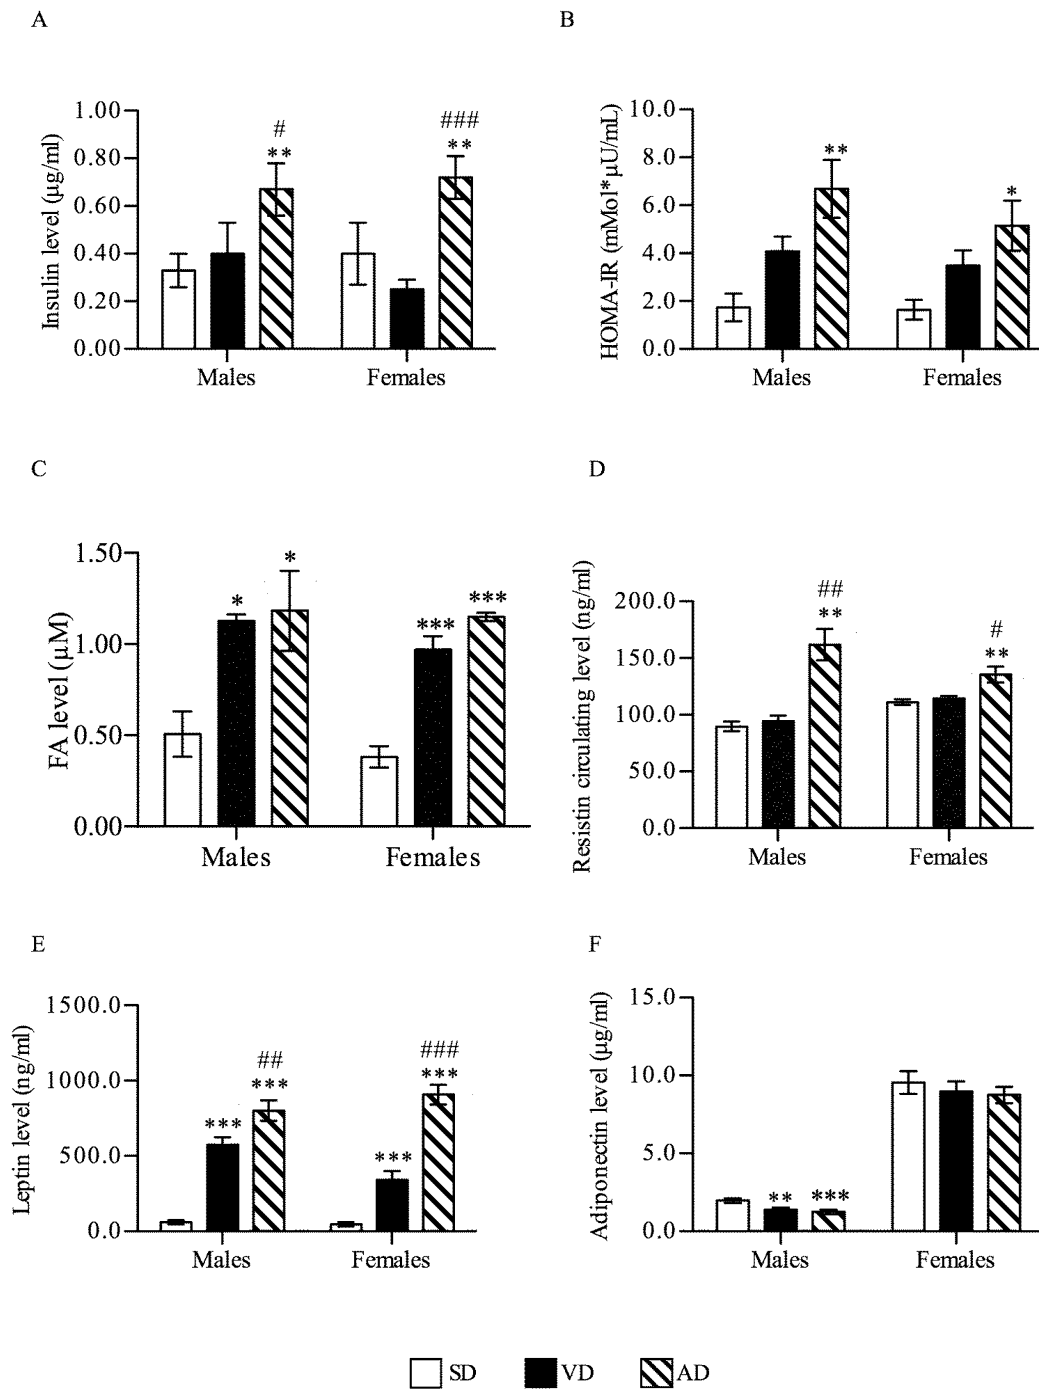 A
B
1.00
0.80
0.60
0.40
0.20
0.00
Insulin level (µg/ml)
#
**
###
**
Males
Females
10.0
8.0
6.0
4.0
2.0
0.0
HOMA-IR (mMol*µU/mL)
**
*
Males
Females
C
D
1.50
1.00
0.50
0.00
FA level (µM)
*
*
***
***
Males
Females
200.0
150.0
100.0
50.0
0.0
Resistin circulating level (ng/ml)
##
**
#
**
Males
Females
E
F
1500.0
1000.0
500.0
0.0
Leptin level (ng/ml)
***
##
***
***
###
***
Males
Females
15.0
10.0
5.0
0.0
Adiponectin level (µg/ml)
**
***
Males
Females
SD
VD
AD